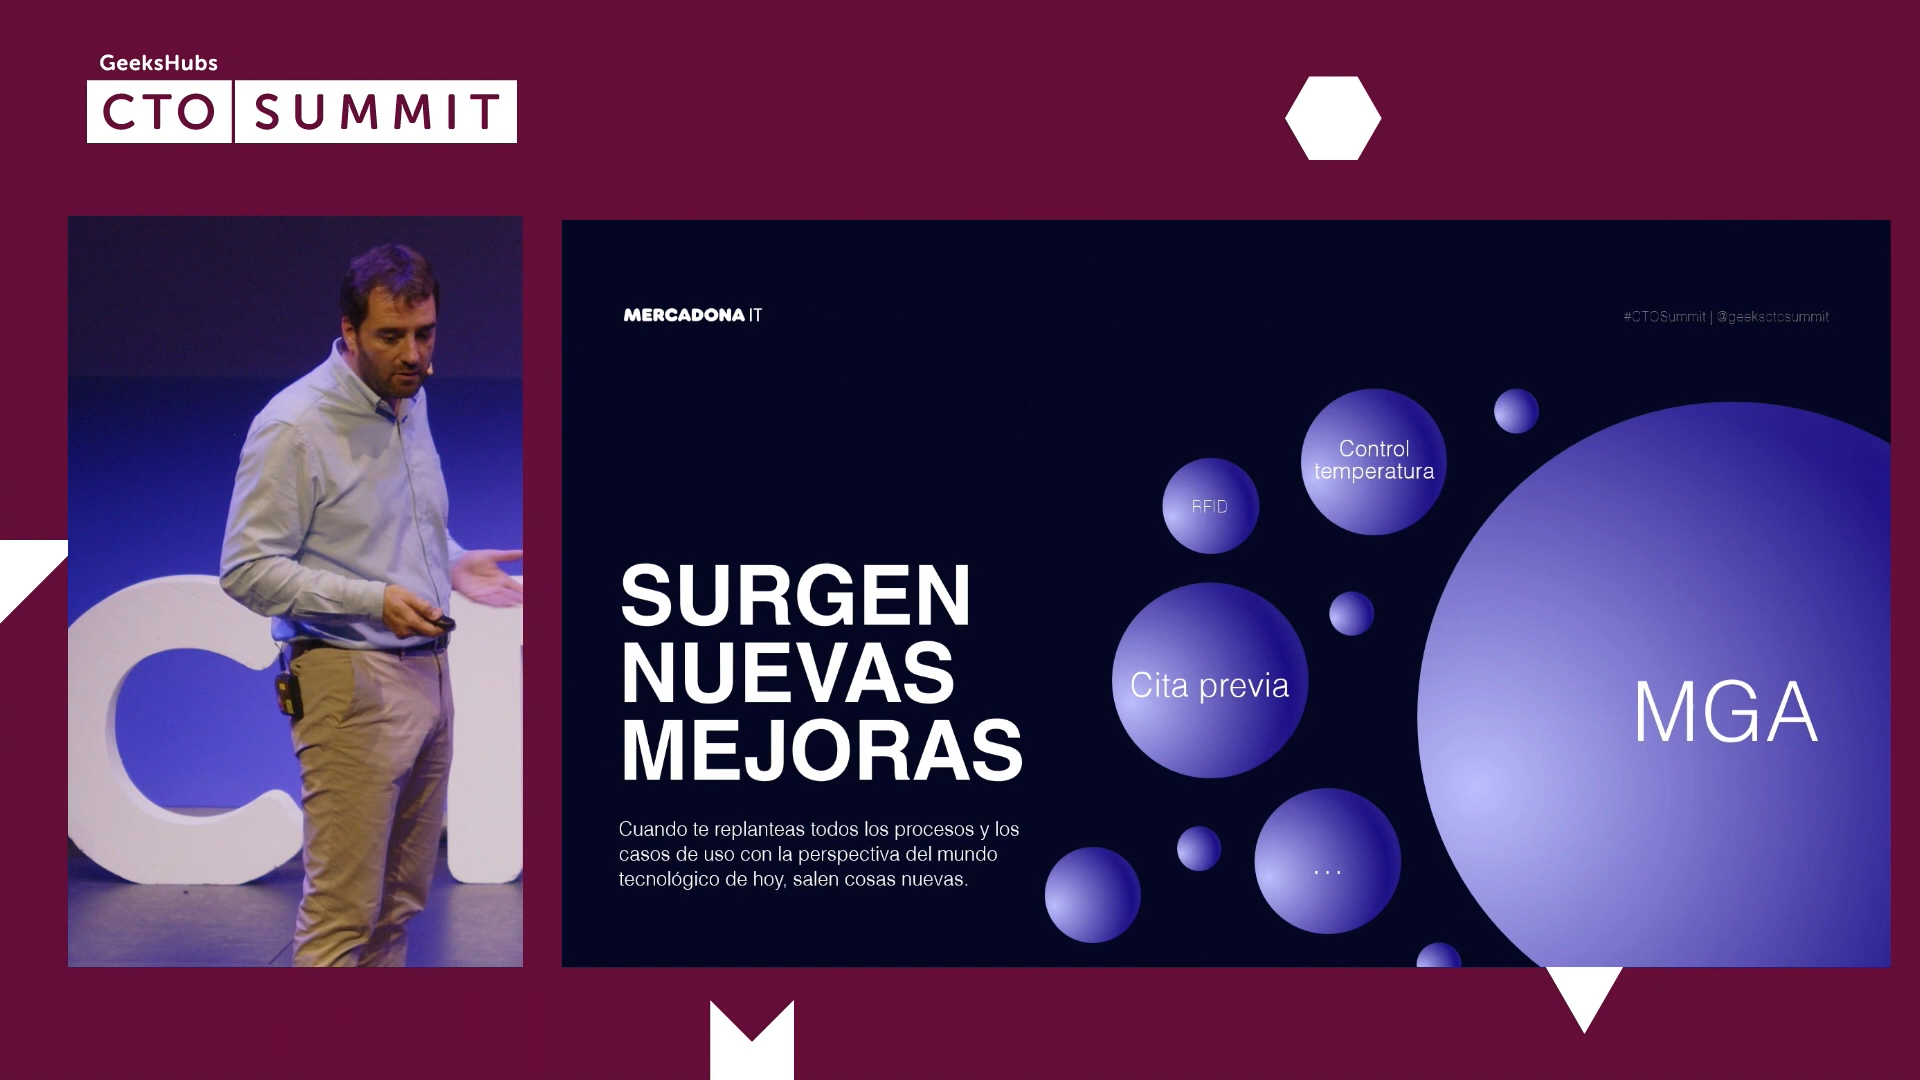 GeeksHubs
CTO SUMMIT
MERCADONA IT
#CTOSummit | @geeksctosummit
Control
temperatura
RFID
SURGEN
NUEVAS
MEJORAS
Cita previa
MGA
Cuando te replanteas todos los procesos y los
casos de uso con la perspectiva del mundo
tecnológico de hoy, salen cosas nuevas.
...